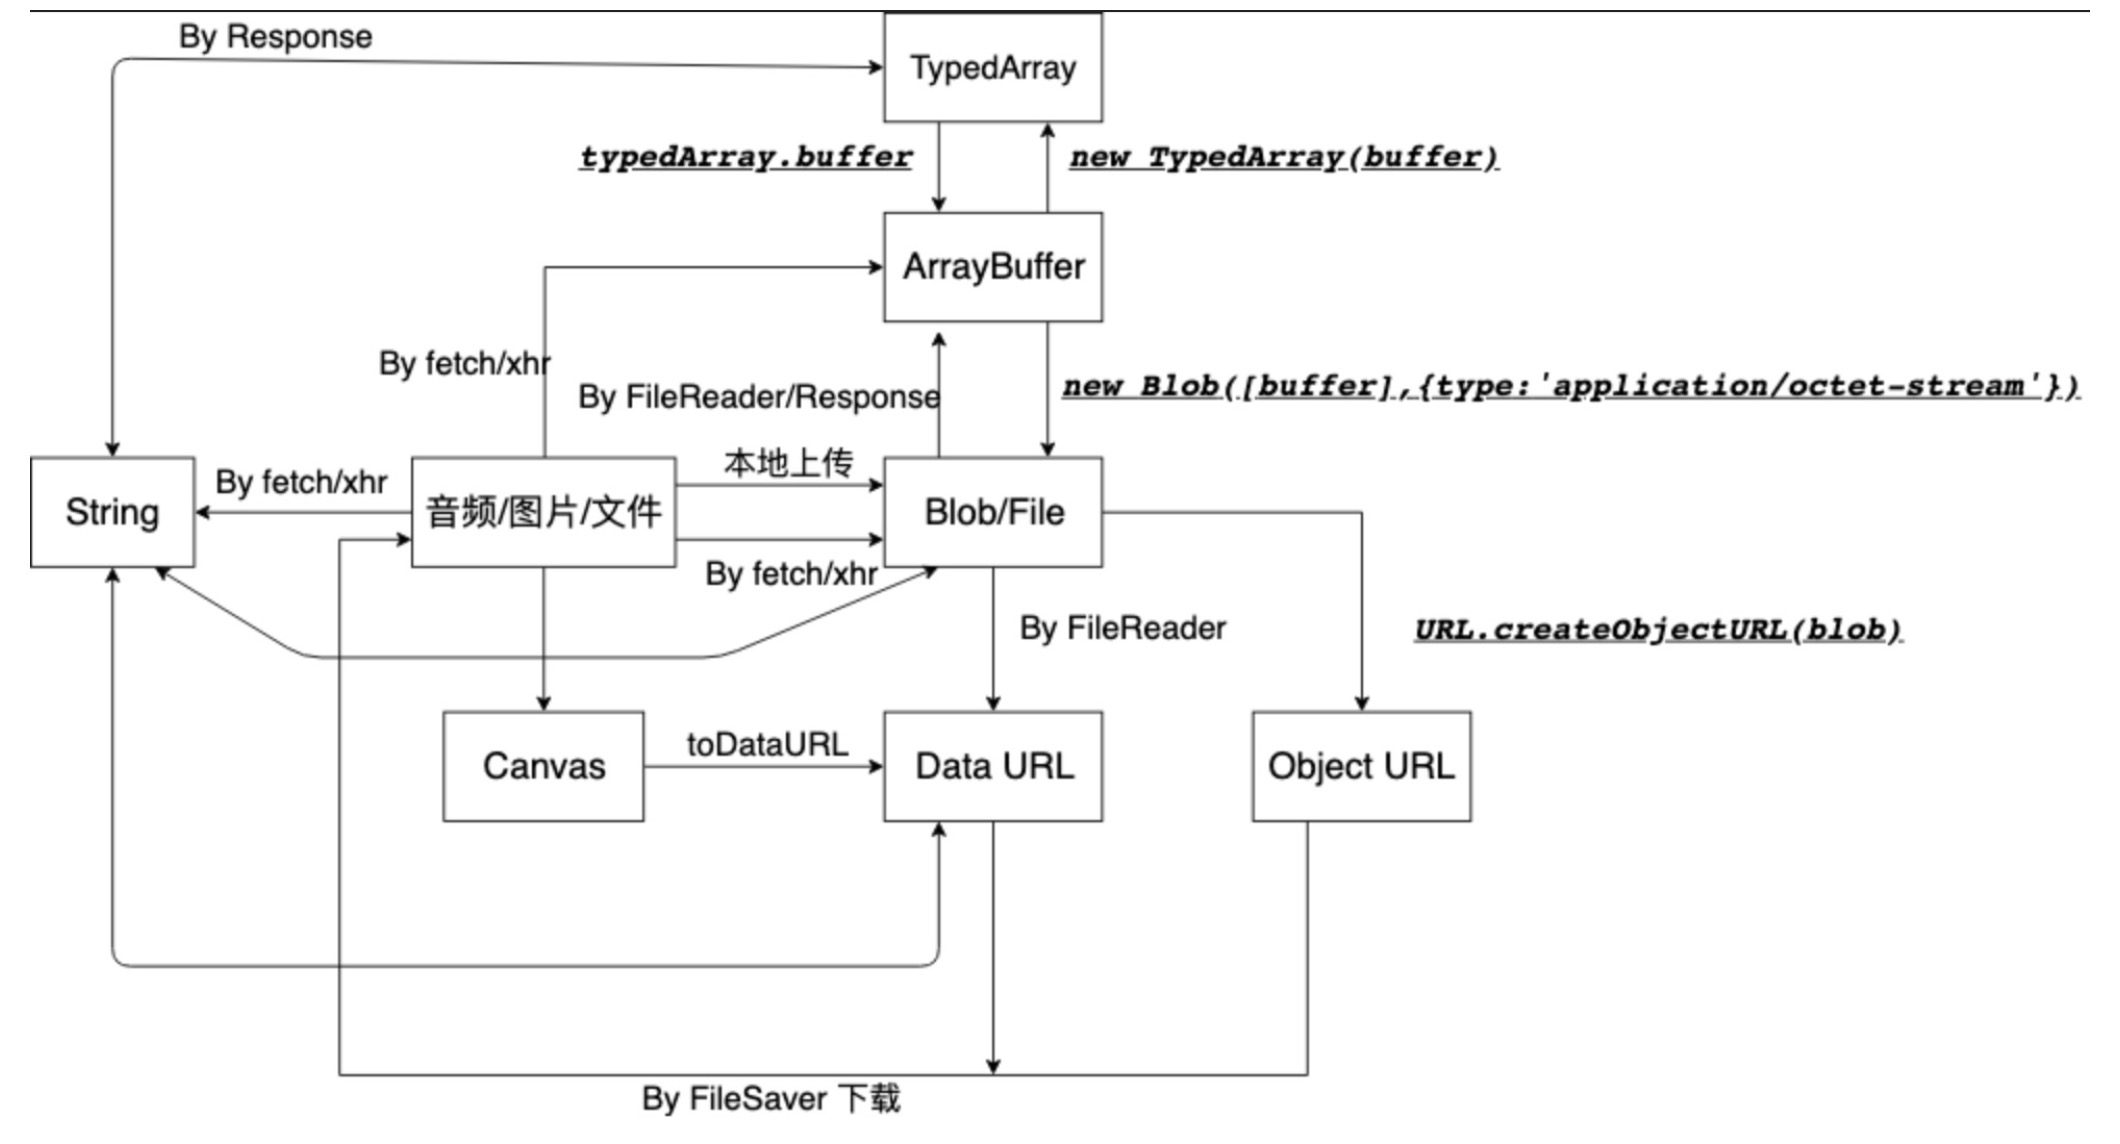 By Response
TypedArray
typedArray.buffer
new TypedArray(buffer)
ArrayBuffer
By fetch/xhr
By FileReader/Response
new Blob([buffer],{type:'application/octet-stream'})
本地上传
By fetch/xhr
String
音频/图片/文件
Blob/File
By fetch/xhr
By FileReader
URL.createObjectURL(blob)
toDataURL
Canvas
Data URL
Object URL
By FileSaver 下载